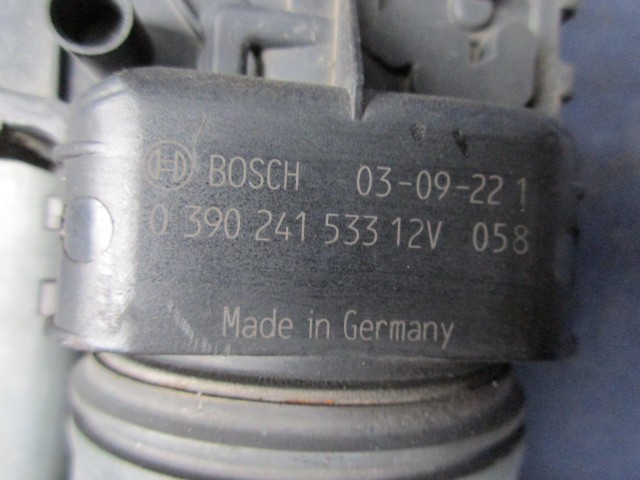 BOSCH 03-09-22 1
0 390 241 533 12V 058
Made in Germany